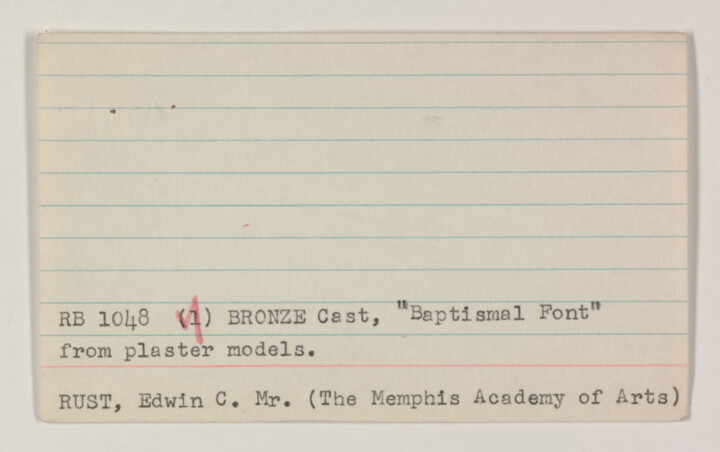 RB 1048 (1) BRONZE Cast, "Baptismal Font"
from plaster models.
RUST, Edwin C. Mr. (The Memphis Academy of Arts)